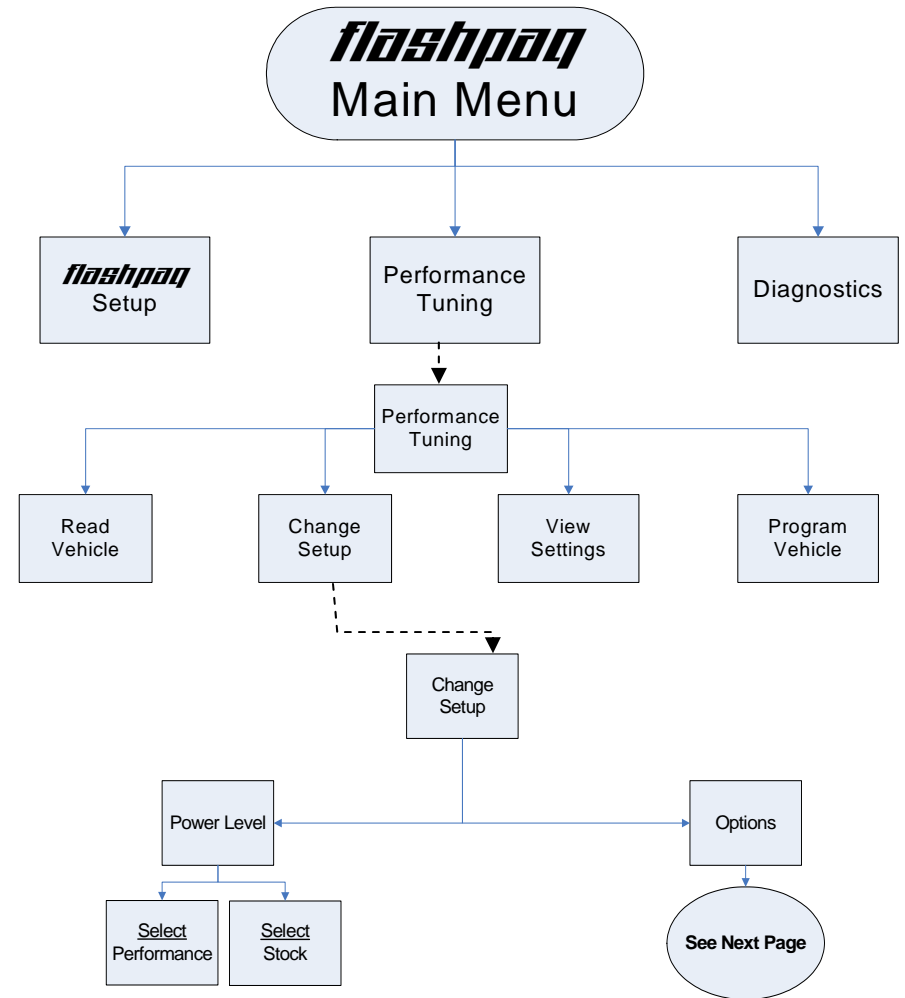 flashpaq
Main Menu
flashpaq
Setup
Performance
Tuning
Diagnostics
Performance
Tuning
Read
Vehicle
Change
Setup
View
Settings
Program
Vehicle
Change
Setup
Power Level
Options
Select
Performance
Select
Stock
See Next Page